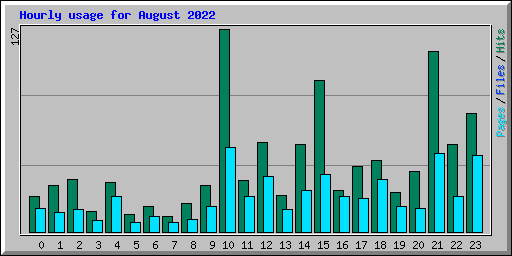 Hourly usage for August 2022
127
Pages/Files/Hits
0 1 2 3 4 5 6 7 8 9 10 11 12 13 14 15 16 17 18 19 20 21 22 23